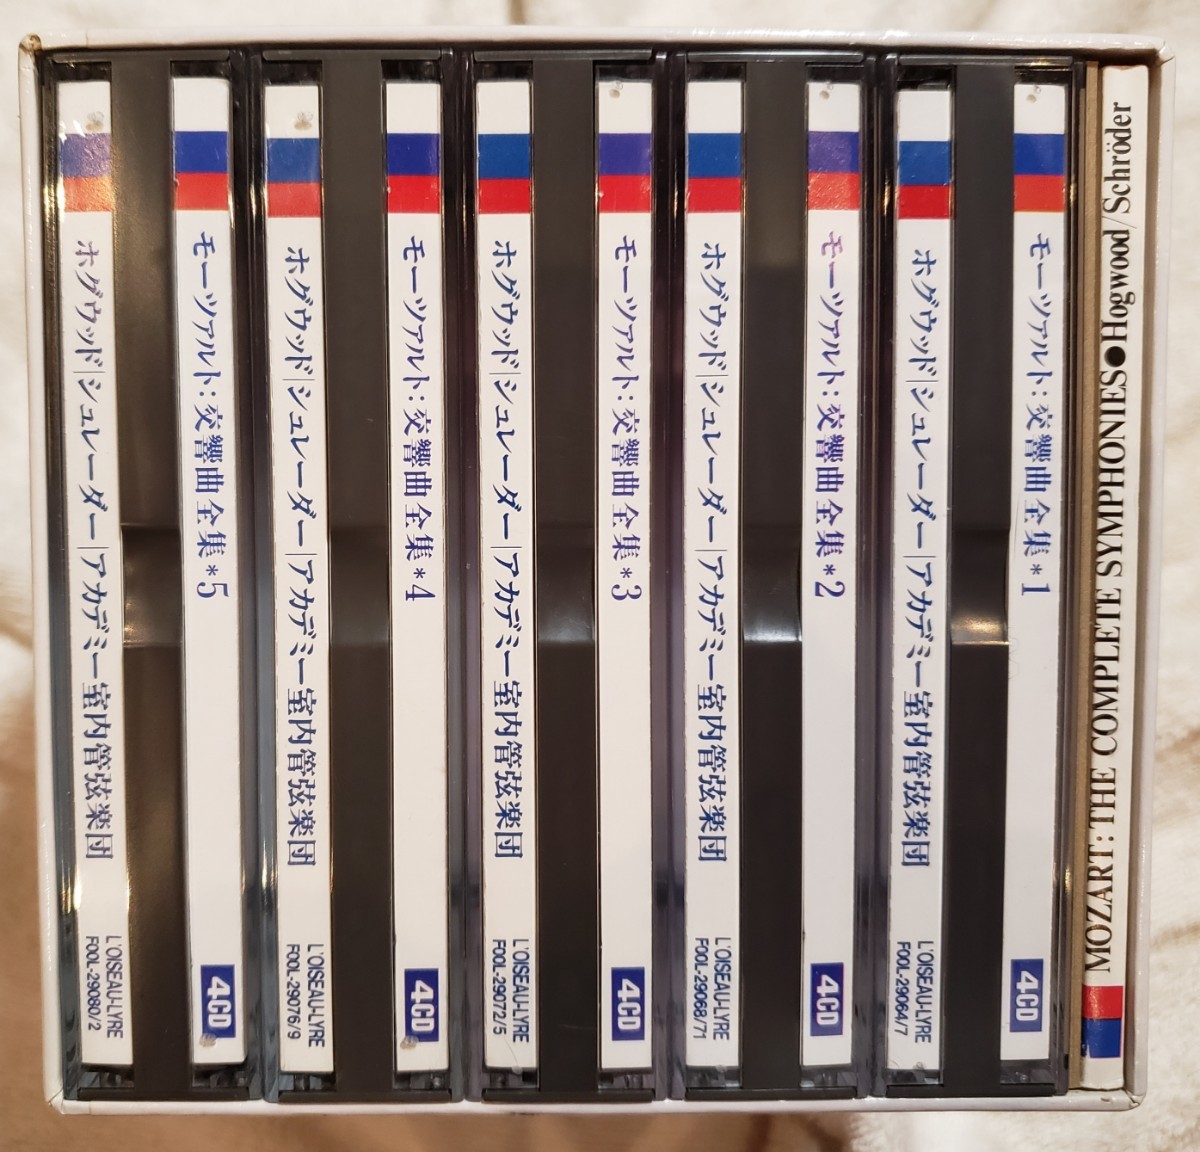 モーツァルト:交響曲全集*1
4CD
ホグウッド|シュレーダー|アカデミー室内管弦楽団
L'OISEAU-LYRE
F00L-29064/7
モーツァルト:交響曲全集*2
4CD
ホグウッド|シュレーダー|アカデミー室内管弦楽団
L'OISEAU-LYRE
F00L-29068/71
モーツァルト:交響曲全集*3
4CD
ホグウッド|シュレーダー|アカデミー室内管弦楽団
L'OISEAU-LYRE
F00L-29072/5
モーツァルト:交響曲全集*4
4CD
ホグウッド|シュレーダー|アカデミー室内管弦楽団
L'OISEAU-LYRE
F00L-29076/9
モーツァルト:交響曲全集*5
4CD
ホグウッド|シュレーダー|アカデミー室内管弦楽団
L'OISEAU-LYRE
F00L-29080/2
MOZART: THE COMPLETE SYMPHONIES●Hogwood/Schröder